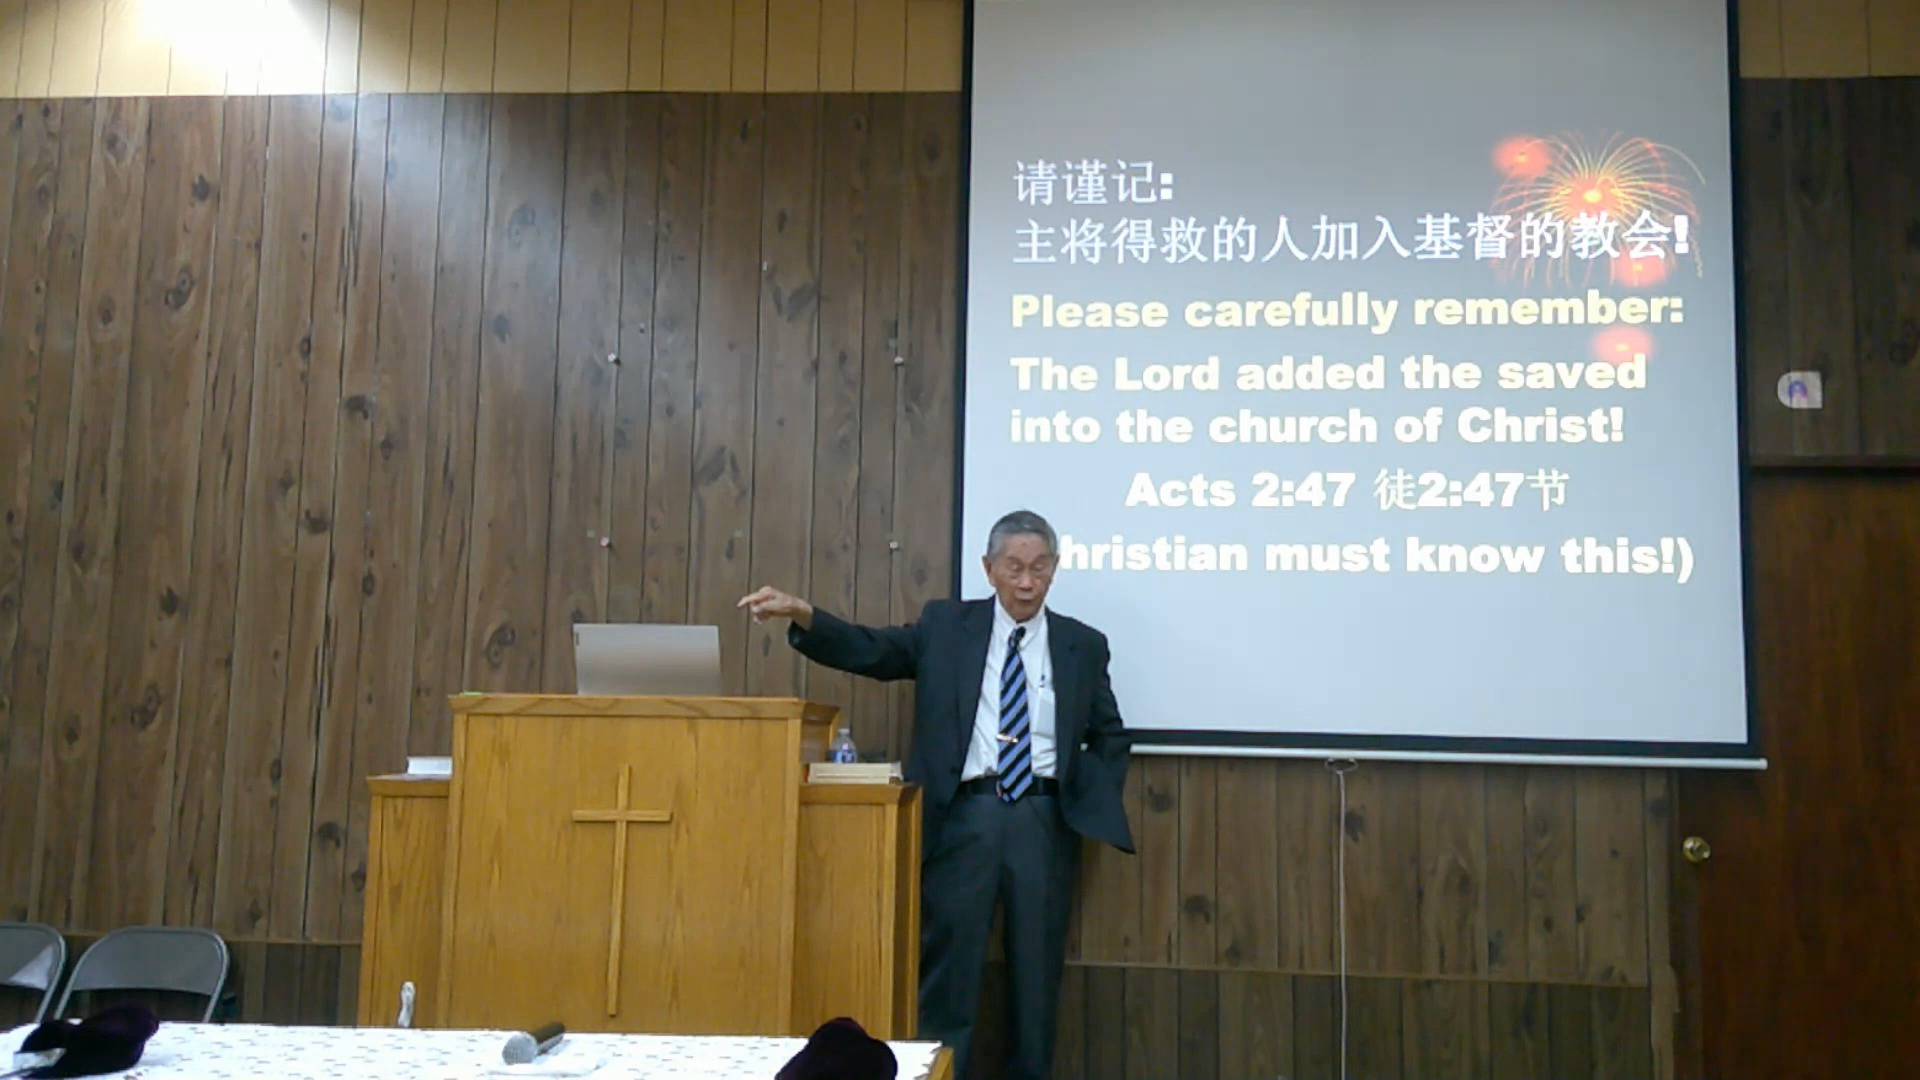 请谨记:
主将得救的人加入基督的教会!
Please carefully remember:
The Lord added the saved
into the church of Christ!
Acts 2:47 徒2:47节
hristian must know this!)